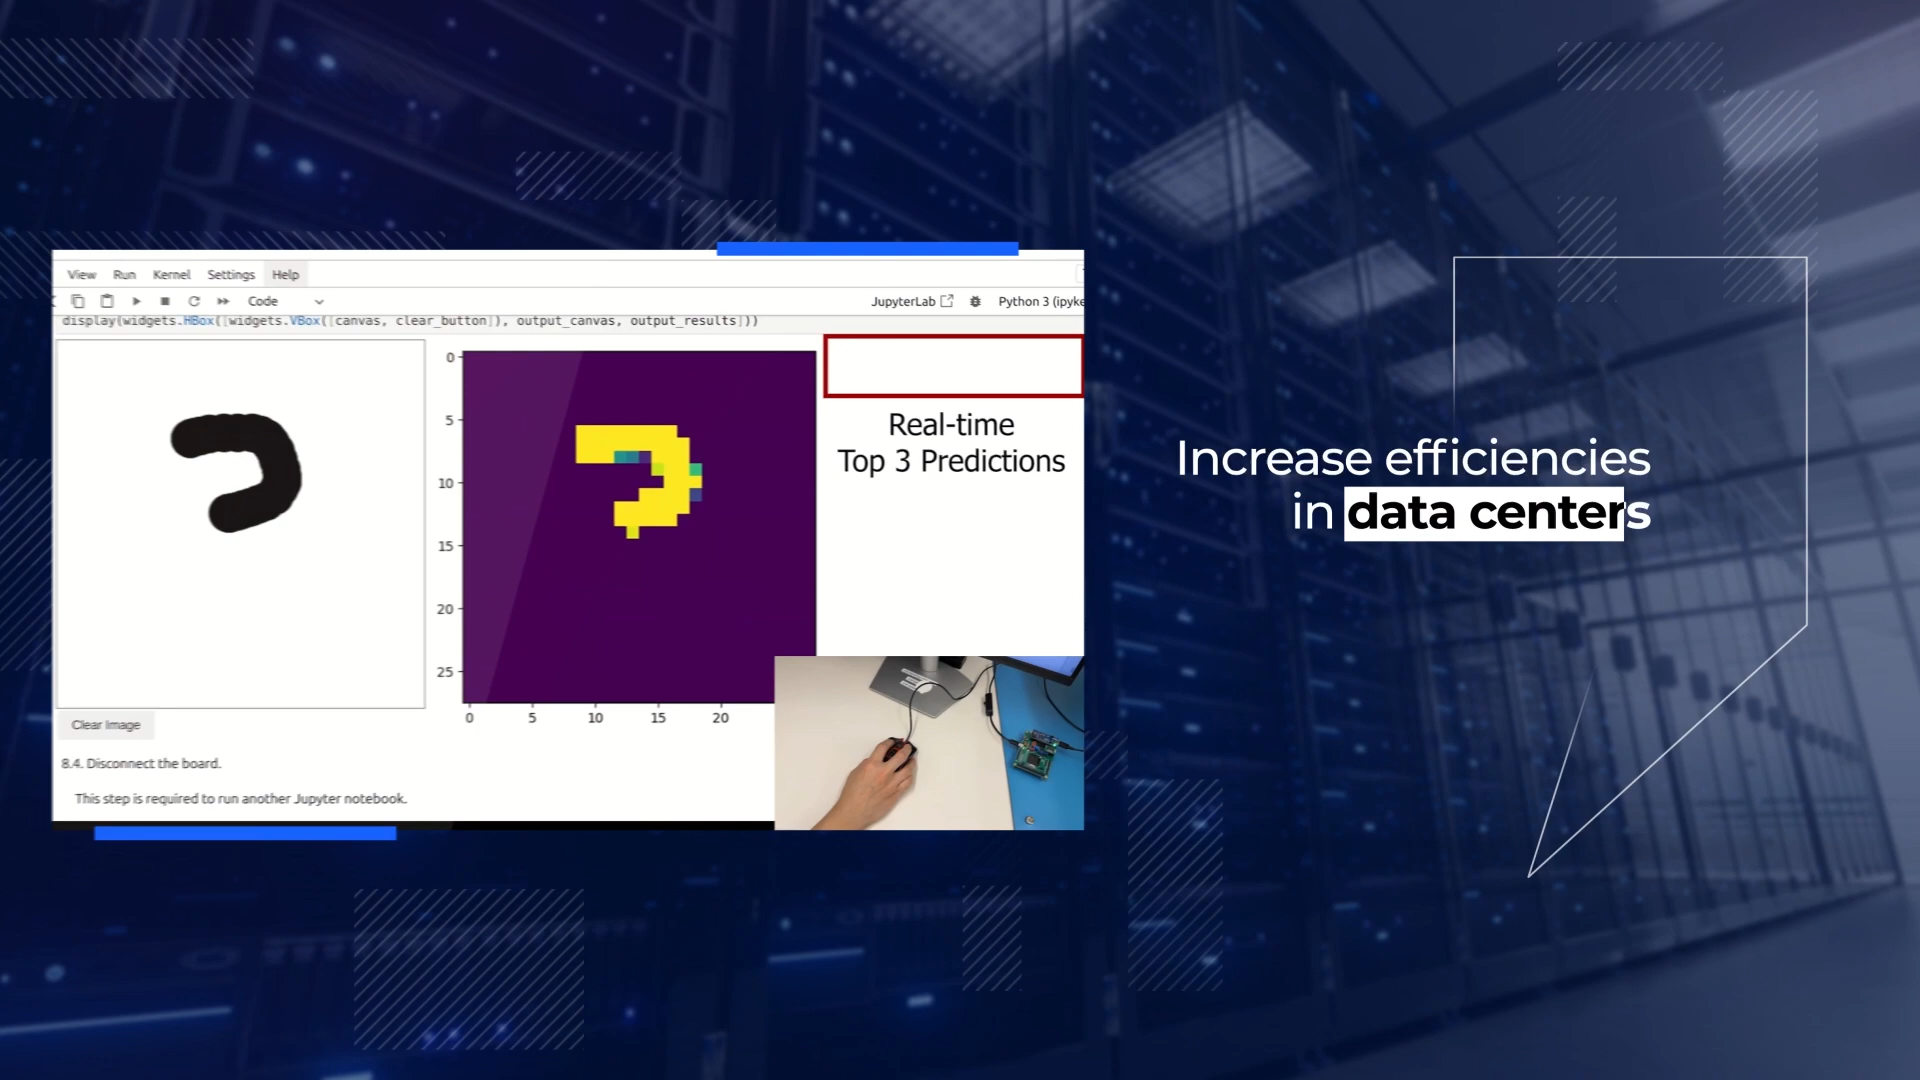 View Run Kernel Settings Help
Code
JupyterLab
Python 3 (ipyke
display(widgets.HBox([widgets.VBox([canvas, clear_button]), output_canvas, output_results]))
0
5
10
15
20
25
0 5 10 15 20
Real-time
Top 3 Predictions
Clear Image
8.4. Disconnect the board.
This step is required to run another Jupyter notebook.
Increase efficiencies
in data centers